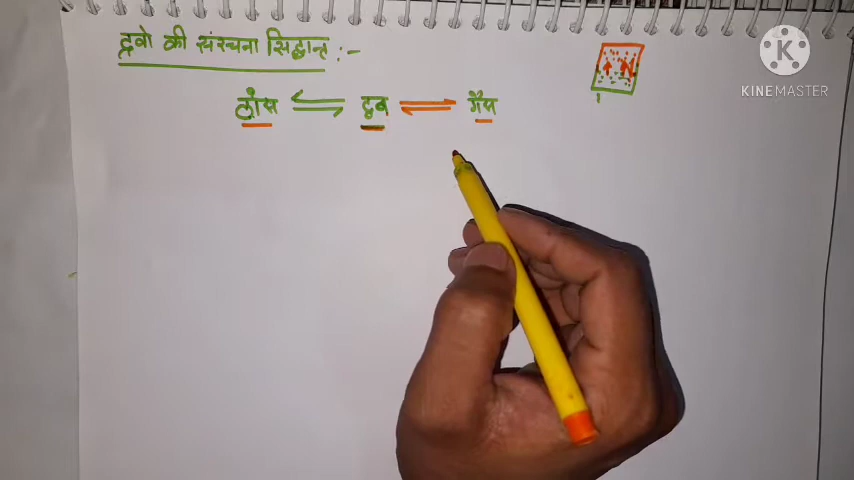 द्रवो की संरचना सिद्धान्त :-
ठोस ⇌ द्रव ⇌ गैस
↑ N
K
KINEMASTER